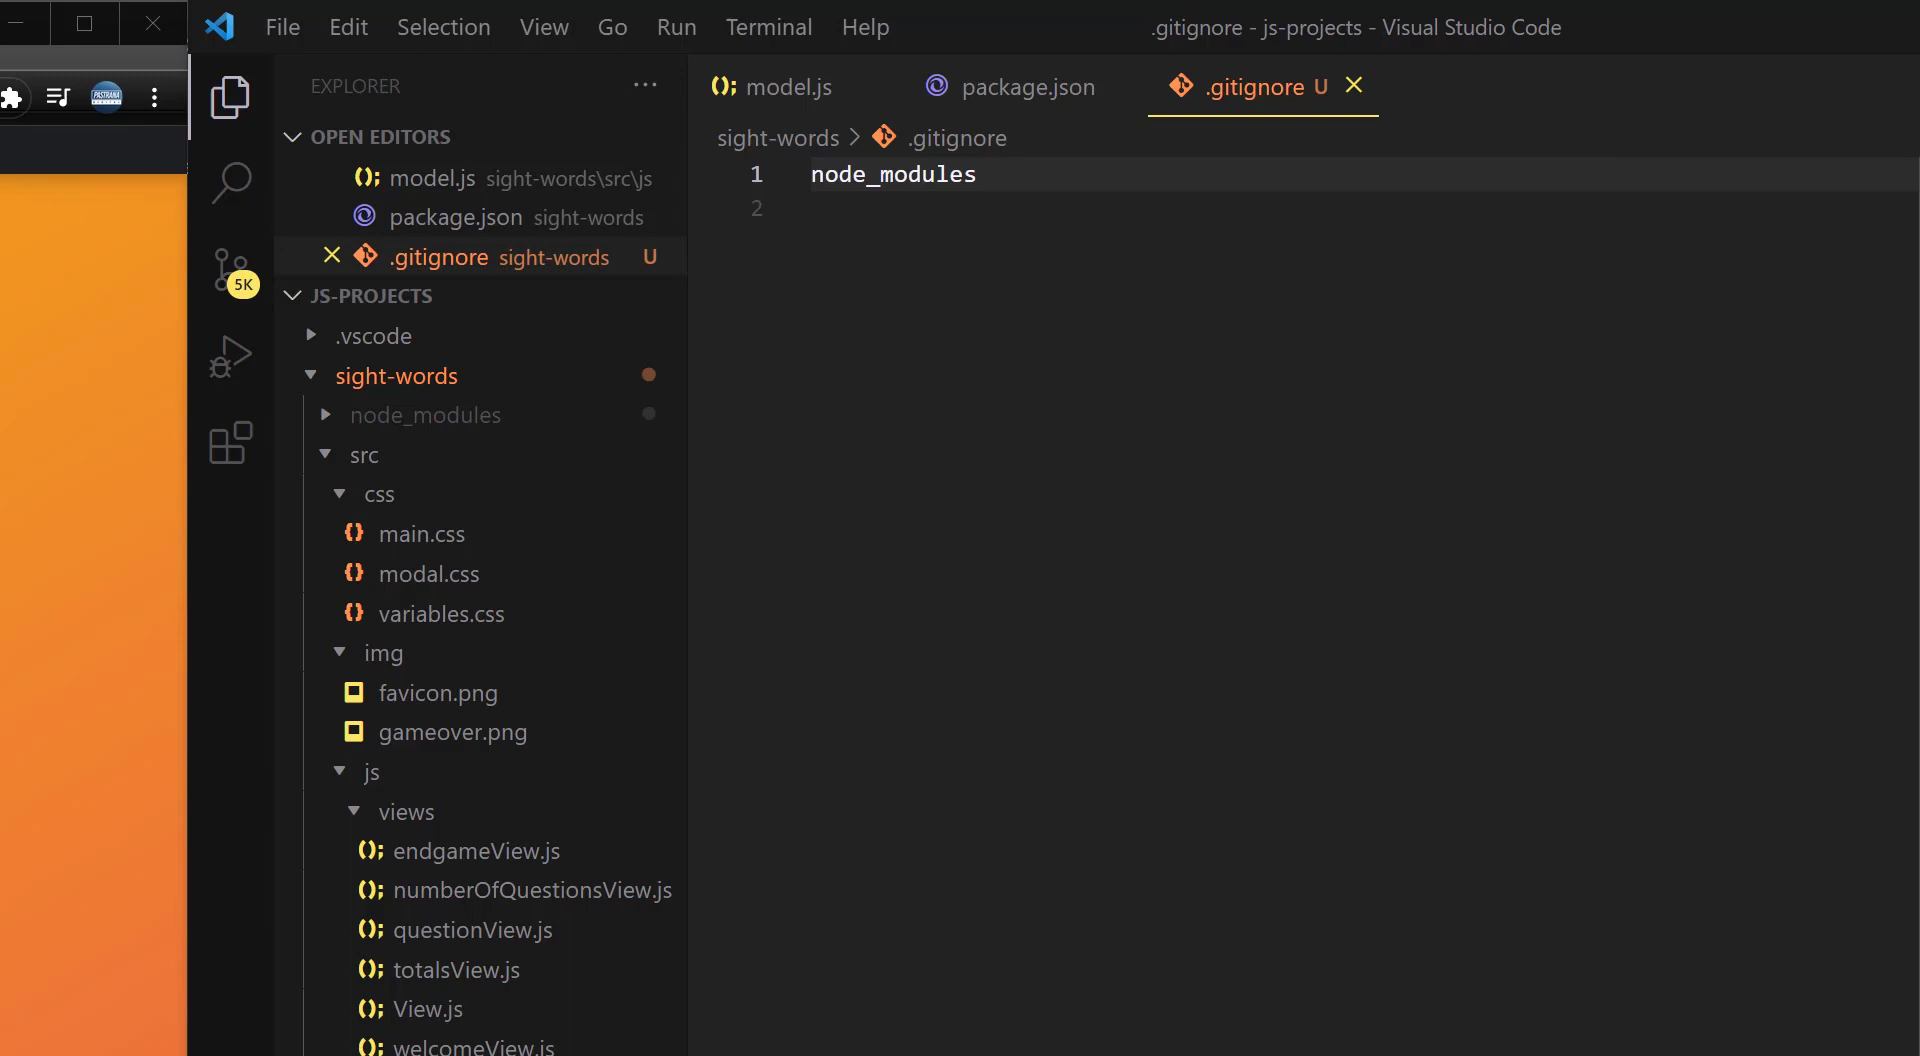 File Edit Selection View Go Run Terminal Help .gitignore - js-projects - Visual Studio Code
PASTRANA
EXPLORER ···
model.js package.json .gitignore U
OPEN EDITORS
sight-words > .gitignore
model.js sight-words\src\js
package.json sight-words
.gitignore sight-words U
1 node_modules
2
5K
JS-PROJECTS
.vscode
sight-words
node_modules
src
css
main.css
modal.css
variables.css
img
favicon.png
gameover.png
js
views
endgameView.js
numberOfQuestionsView.js
questionView.js
totalsView.js
View.js
welcomeView.js